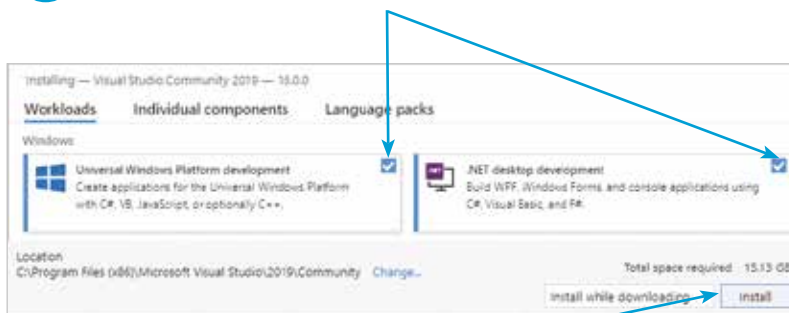 Installing — Visual Studio Community 2019 — 16.0.0
Workloads Individual components Language packs
Windows
Universal Windows Platform development
Create applications for the Universal Windows Platform
with C#, VB, JavaScript, or optionally C++.
.NET desktop development
Build WPF, Windows Forms, and console applications using
C#, Visual Basic, and F#.
Location
C:\Program Files (x86)\Microsoft Visual Studio\2019\Community Change...
Total space required 15.13 GB
Install while downloading Install